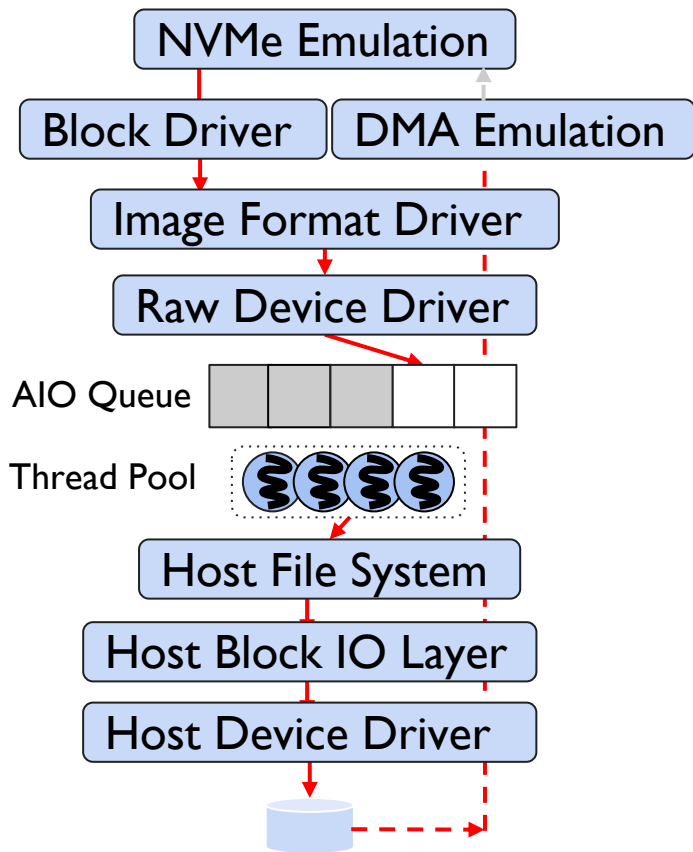 NVMe Emulation
Block Driver
DMA Emulation
Image Format Driver
Raw Device Driver
AIO Queue
Thread Pool
Host File System
Host Block IO Layer
Host Device Driver